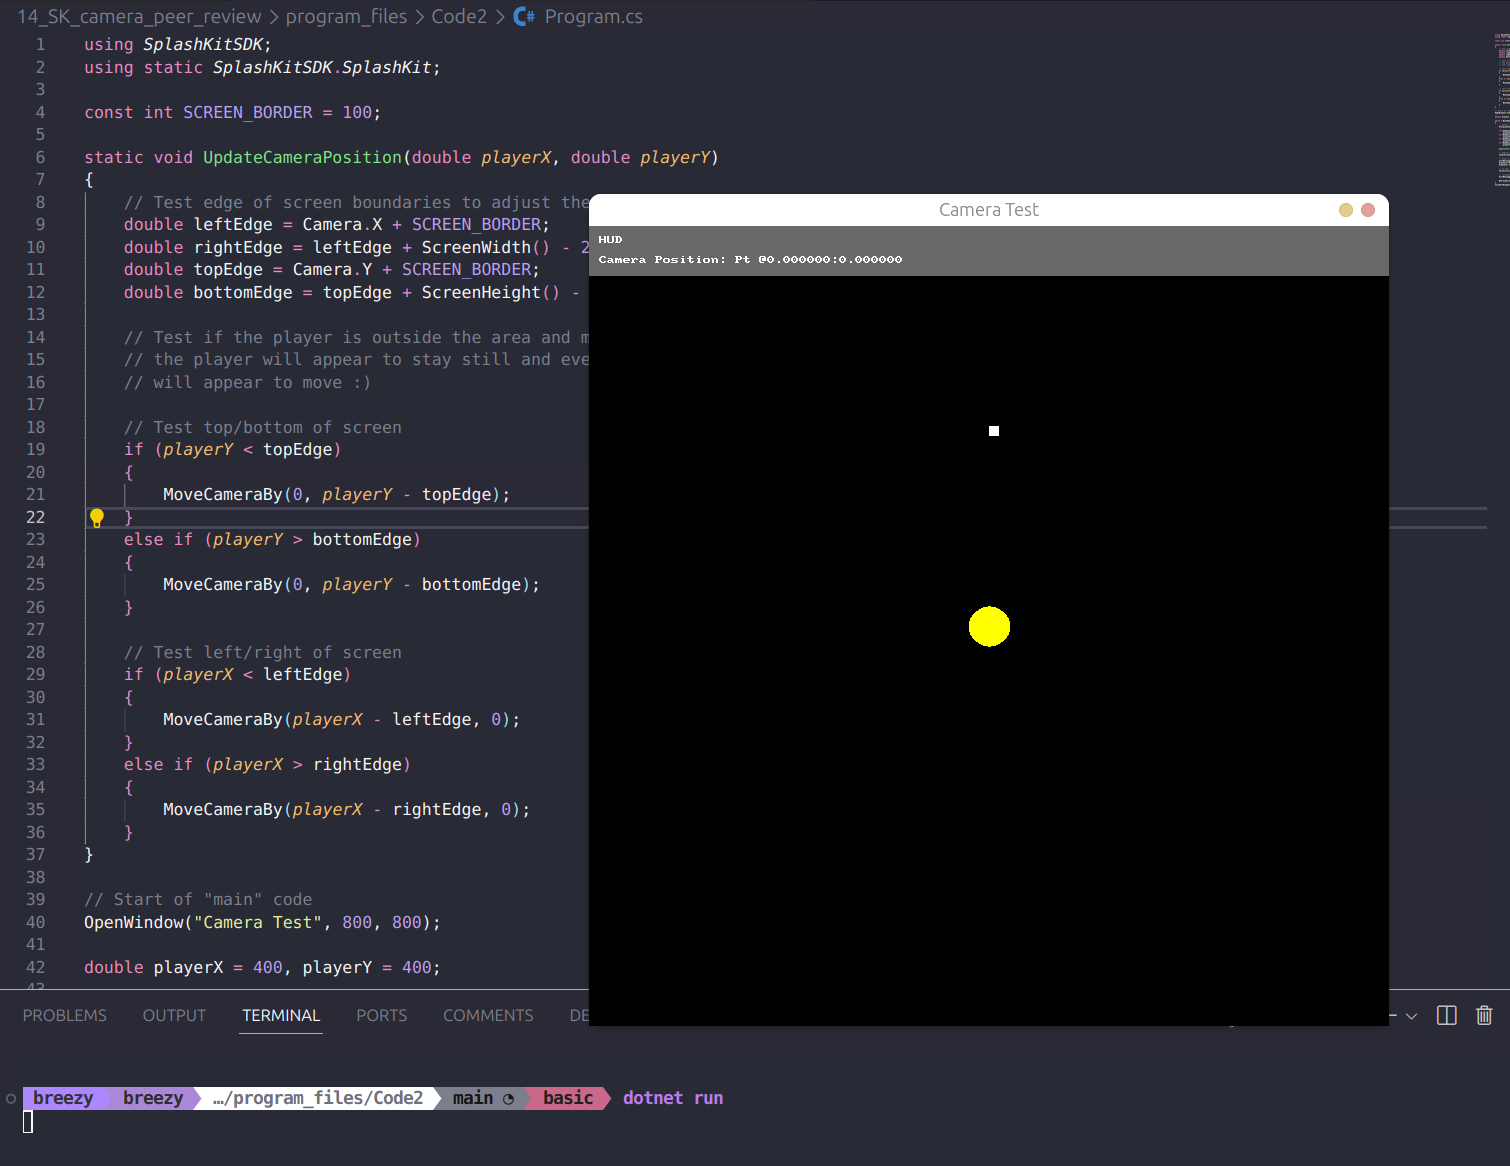 14_SK_camera_peer_review > program_files > Code2 > C# Program.cs
1 using SplashKitSDK;
2 using static SplashKitSDK.SplashKit;
3
4 const int SCREEN_BORDER = 100;
5
6 static void UpdateCameraPosition(double playerX, double playerY)
7 {
8 // Test edge of screen boundaries to adjust the
9 double leftEdge = Camera.X + SCREEN_BORDER;
10 double rightEdge = leftEdge + ScreenWidth() - 2
11 double topEdge = Camera.Y + SCREEN_BORDER;
12 double bottomEdge = topEdge + ScreenHeight() -
13
14 // Test if the player is outside the area and m
15 // the player will appear to stay still and eve
16 // will appear to move :)
17
18 // Test top/bottom of screen
19 if (playerY < topEdge)
20 {
21 MoveCameraBy(0, playerY - topEdge);
22 }
23 else if (playerY > bottomEdge)
24 {
25 MoveCameraBy(0, playerY - bottomEdge);
26 }
27
28 // Test left/right of screen
29 if (playerX < leftEdge)
30 {
31 MoveCameraBy(playerX - leftEdge, 0);
32 }
33 else if (playerX > rightEdge)
34 {
35 MoveCameraBy(playerX - rightEdge, 0);
36 }
37 }
38
39 // Start of "main" code
40 OpenWindow("Camera Test", 800, 800);
41
42 double playerX = 400, playerY = 400;
43
Camera Test
HUD
Camera Position: Pt @0.000000:0.000000
PROBLEMS OUTPUT TERMINAL PORTS COMMENTS DE
breezy breezy …/program_files/Code2 main basic dotnet run